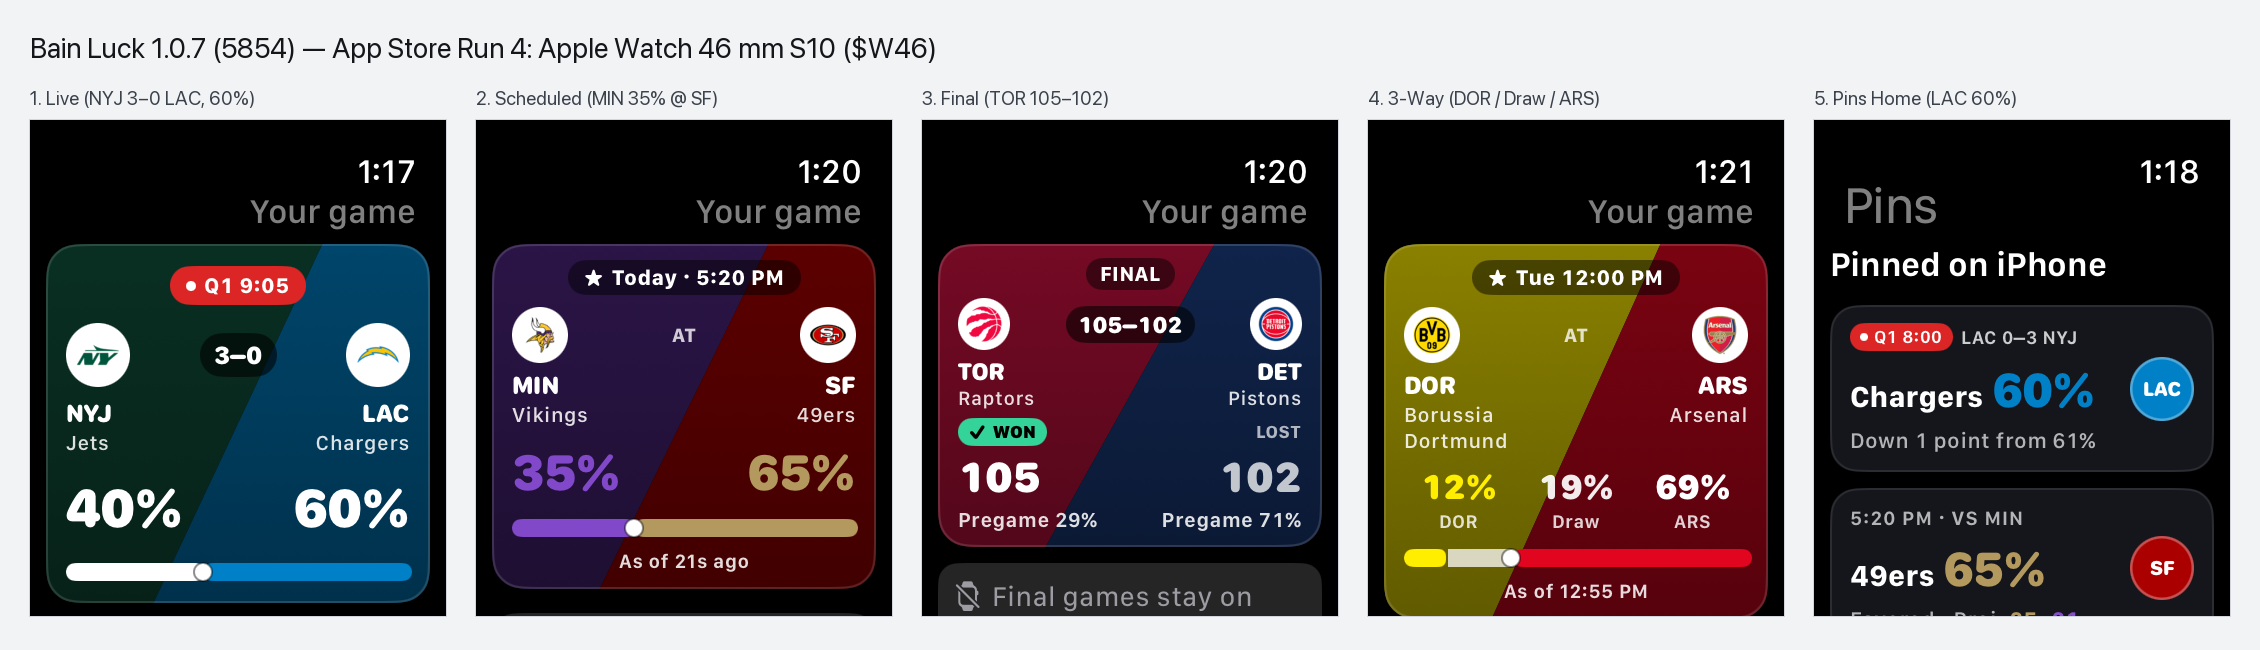 Bain Luck 1.0.7 (5854) — App Store Run 4: Apple Watch 46 mm S10 ($W46)
1. Live (NYJ 3–0 LAC, 60%)
1:17
Your game
Q1 9:05
3–0
NYJ
LAC
Jets
Chargers
40%
60%
2. Scheduled (MIN 35% @ SF)
1:20
Your game
★ Today · 5:20 PM
AT
MIN
SF
Vikings
49ers
35%
65%
As of 21s ago
3. Final (TOR 105–102)
1:20
Your game
FINAL
105–102
DETROIT PISTONS
TOR
DET
Raptors
Pistons
✓ WON
LOST
105
102
Pregame 29%
Pregame 71%
Final games stay on
4. 3-Way (DOR / Draw / ARS)
1:21
Your game
★ Tue 12:00 PM
BVB 09
AT
Arsenal
DOR
ARS
Borussia
Arsenal
Dortmund
12%
19%
69%
DOR
Draw
ARS
As of 12:55 PM
5. Pins Home (LAC 60%)
1:18
Pins
Pinned on iPhone
Q1 8:00 LAC 0–3 NYJ
Chargers 60%
LAC
Down 1 point from 61%
5:20 PM · VS MIN
49ers 65%
SF